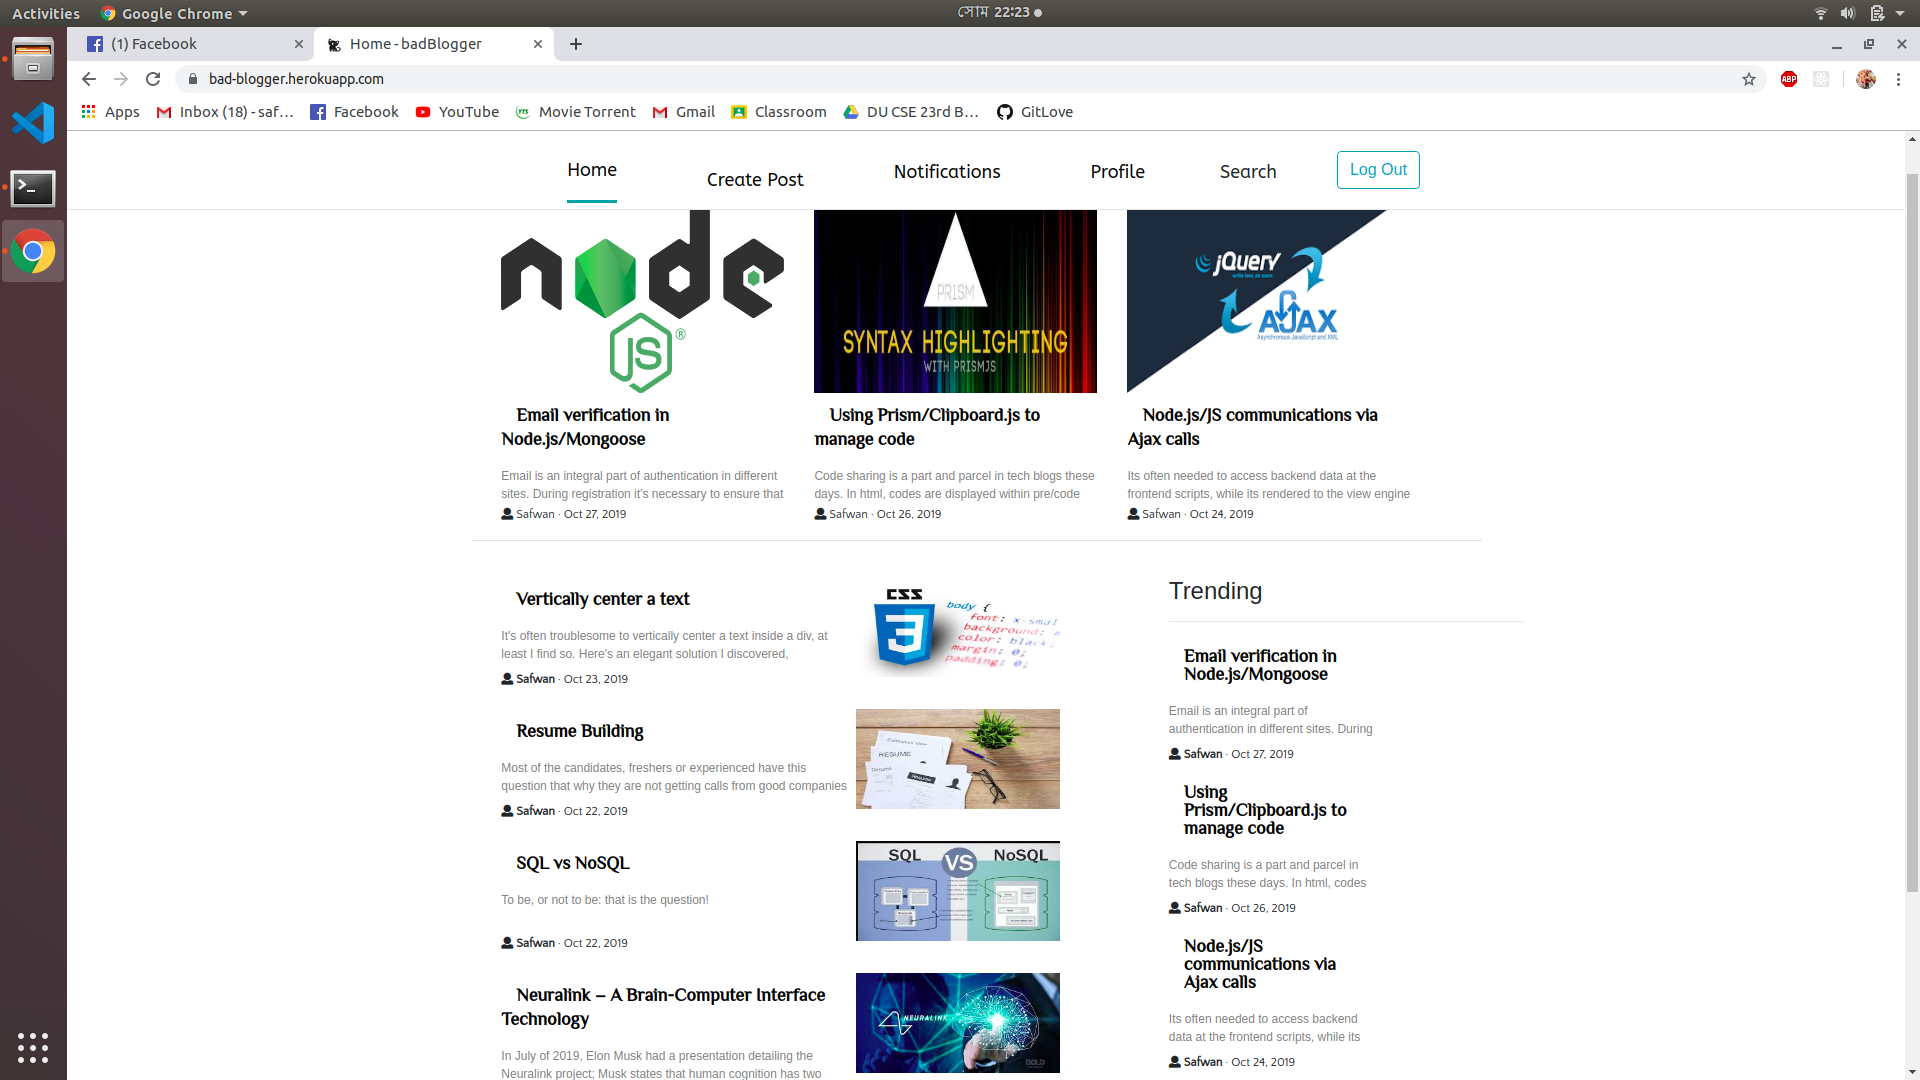 Activities
Google Chrome
সোম 22:23
(1) Facebook
Home - badBlogger
bad-blogger.herokuapp.com
ABP
Apps
Inbox (18) - saf...
Facebook
YouTube
Movie Torrent
Gmail
Classroom
DU CSE 23rd B...
GitLove
Home
Create Post
Notifications
Profile
Search
Log Out
node
JS
®
PRISM
SYNTAX HIGHLIGHTING
WITH PRISMJS
jQuery
write less, do more.
AJAX
Asynchronous JavaScript and XML
Email verification in
Node.js/Mongoose
Email is an integral part of authentication in different
sites. During registration it's necessary to ensure that
Safwan · Oct 27, 2019
Using Prism/Clipboard.js to
manage code
Code sharing is a part and parcel in tech blogs these
days. In html, codes are displayed within pre/code
Safwan · Oct 26, 2019
Node.js/JS communications via
Ajax calls
Its often needed to access backend data at the
frontend scripts, while its rendered to the view engine
Safwan · Oct 24, 2019
Vertically center a text
It's often troublesome to vertically center a text inside a div, at
least I find so. Here's an elegant solution I discovered,
Safwan · Oct 23, 2019
CSS
3
body {
font: x-smal
background: 
color: black;
margin: 0;
padding: 0;
Resume Building
Most of the candidates, freshers or experienced have this
question that why they are not getting calls from good companies
Safwan · Oct 22, 2019
RESUME
Resume
SQL vs NoSQL
To be, or not to be: that is the question!
Safwan · Oct 22, 2019
SQL VS NoSQL
Neuralink – A Brain-Computer Interface
Technology
In July of 2019, Elon Musk had a presentation detailing the
Neuralink project; Musk states that human cognition has two
NEURALINK
BOLD
Trending
Email verification in
Node.js/Mongoose
Email is an integral part of
authentication in different sites. During
Safwan · Oct 27, 2019
Using
Prism/Clipboard.js to
manage code
Code sharing is a part and parcel in
tech blogs these days. In html, codes
Safwan · Oct 26, 2019
Node.js/JS
communications via
Ajax calls
Its often needed to access backend
data at the frontend scripts, while its
Safwan · Oct 24, 2019